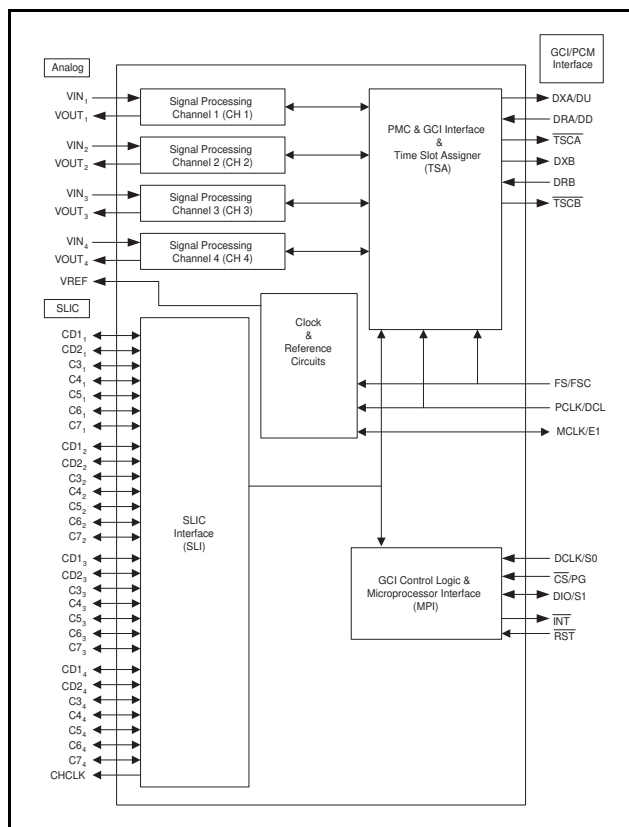 Analog
GCI/PCM
Interface
VIN1
VOUT1
Signal Processing
Channel 1 (CH 1)
VIN2
VOUT2
Signal Processing
Channel 2 (CH 2)
VIN3
VOUT3
Signal Processing
Channel 3 (CH 3)
VIN4
VOUT4
Signal Processing
Channel 4 (CH 4)
VREF
PMC & GCI Interface
&
Time Slot Assigner
(TSA)
DXA/DU
DRA/DD
TSCA
DXB
DRB
TSCB
SLIC
CD11
CD21
C31
C41
C51
C61
C71
CD12
CD22
C32
C42
C52
C62
C72
CD13
CD23
C33
C43
C53
C63
C73
CD14
CD24
C34
C44
C54
C64
C74
CHCLK
SLIC
Interface
(SLI)
Clock
&
Reference
Circuits
FS/FSC
PCLK/DCL
MCLK/E1
GCI Control Logic &
Microprocessor Interface
(MPI)
DCLK/S0
CS/PG
DIO/S1
INT
RST